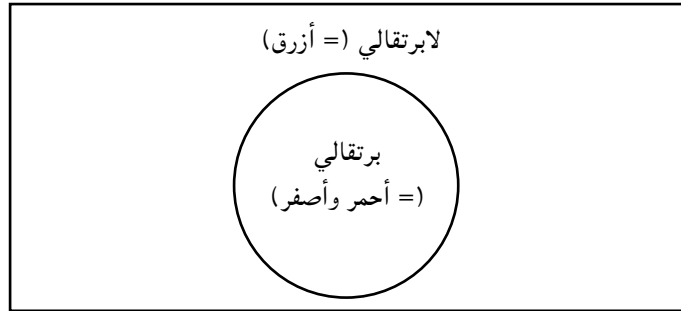 لابرتقالي (= أزرق)
برتقالي
(= أحمر وأصفر)